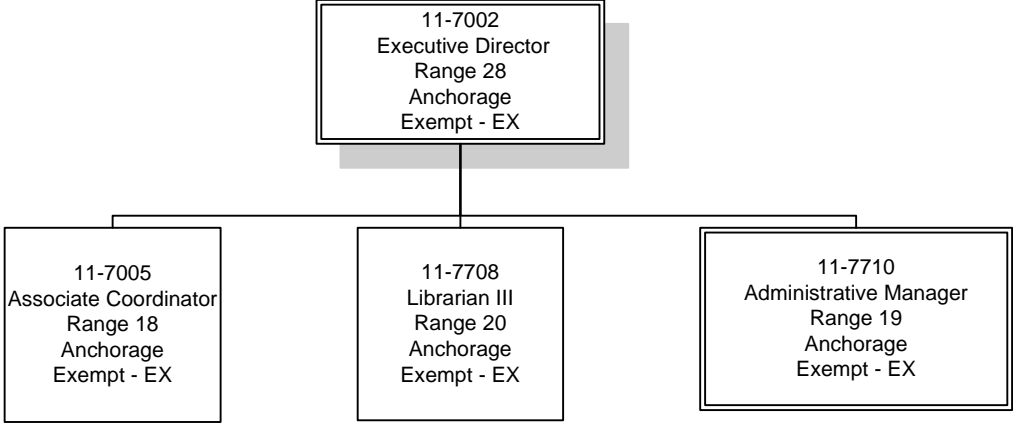 11-7002
Executive Director
Range 28
Anchorage
Exempt - EX
11-7005
Associate Coordinator
Range 18
Anchorage
Exempt - EX
11-7708
Librarian III
Range 20
Anchorage
Exempt - EX
11-7710
Administrative Manager
Range 19
Anchorage
Exempt - EX